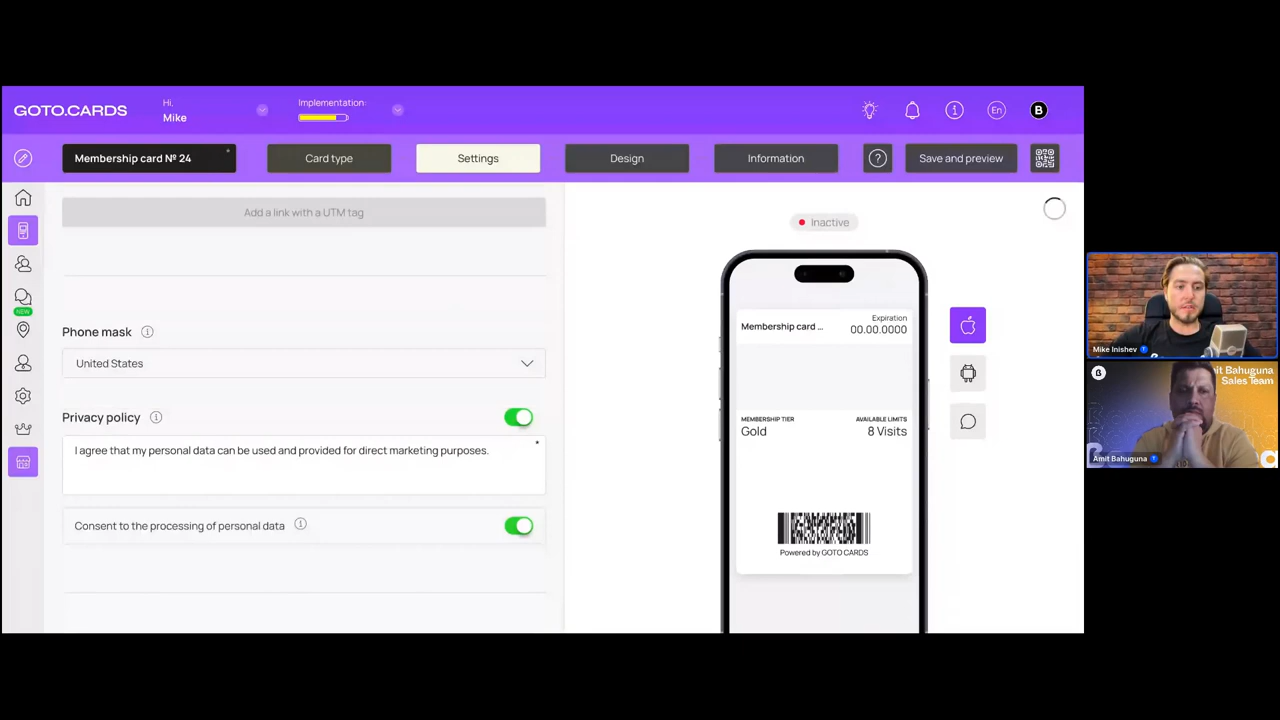 GOTO.CARDS
Hi,
Mike
Implementation:
En
B
Membership card № 24 *
Card type
Settings
Design
Information
?
Save and preview
Add a link with a UTM tag
Inactive
NEW
Phone mask
United States
Privacy policy
I agree that my personal data can be used and provided for direct marketing purposes. *
Consent to the processing of personal data
Membership card ...
Expiration
00.00.0000
MEMBERSHIP TIER
AVAILABLE LIMITS
Gold
8 Visits
Powered by GOTO CARDS
Mike Inishev
it Bahuguna
Sales Team
Amit Bahuguna